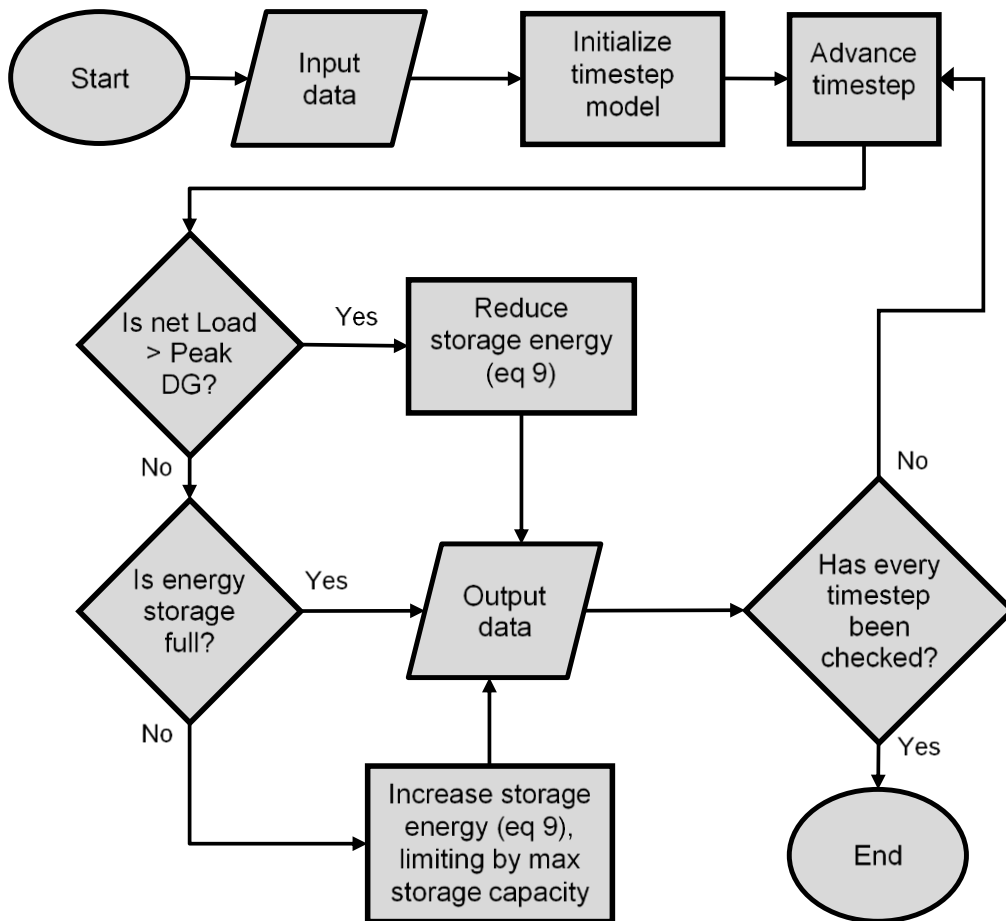 Start
Input
data
Initialize
timestep
model
Advance
timestep
Is net Load
> Peak
DG?
Yes
Reduce
storage energy
(eq 9)
No
No
Is energy
storage
full?
Yes
Output
data
Has every
timestep
been
checked?
No
Yes
Increase storage
energy (eq 9),
limiting by max
storage capacity
End